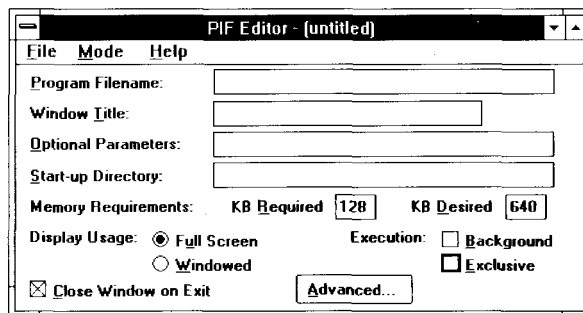 PIF Editor - (untitled)
File Mode Help
Program Filename:
Window Title:
Optional Parameters:
Start-up Directory:
Memory Requirements: KB Required 128 KB Desired 640
Display Usage: Full Screen Execution: Background
Windowed Exclusive
Close Window on Exit Advanced...